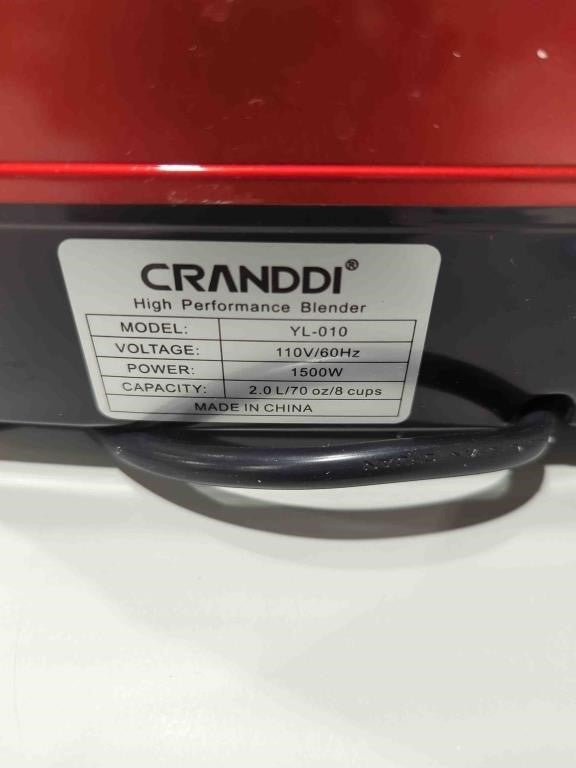 CRANDDI®
High Performance Blender
MODEL: YL-010
VOLTAGE: 110V/60Hz
POWER: 1500W
CAPACITY: 2.0 L/70 oz/8 cups
MADE IN CHINA